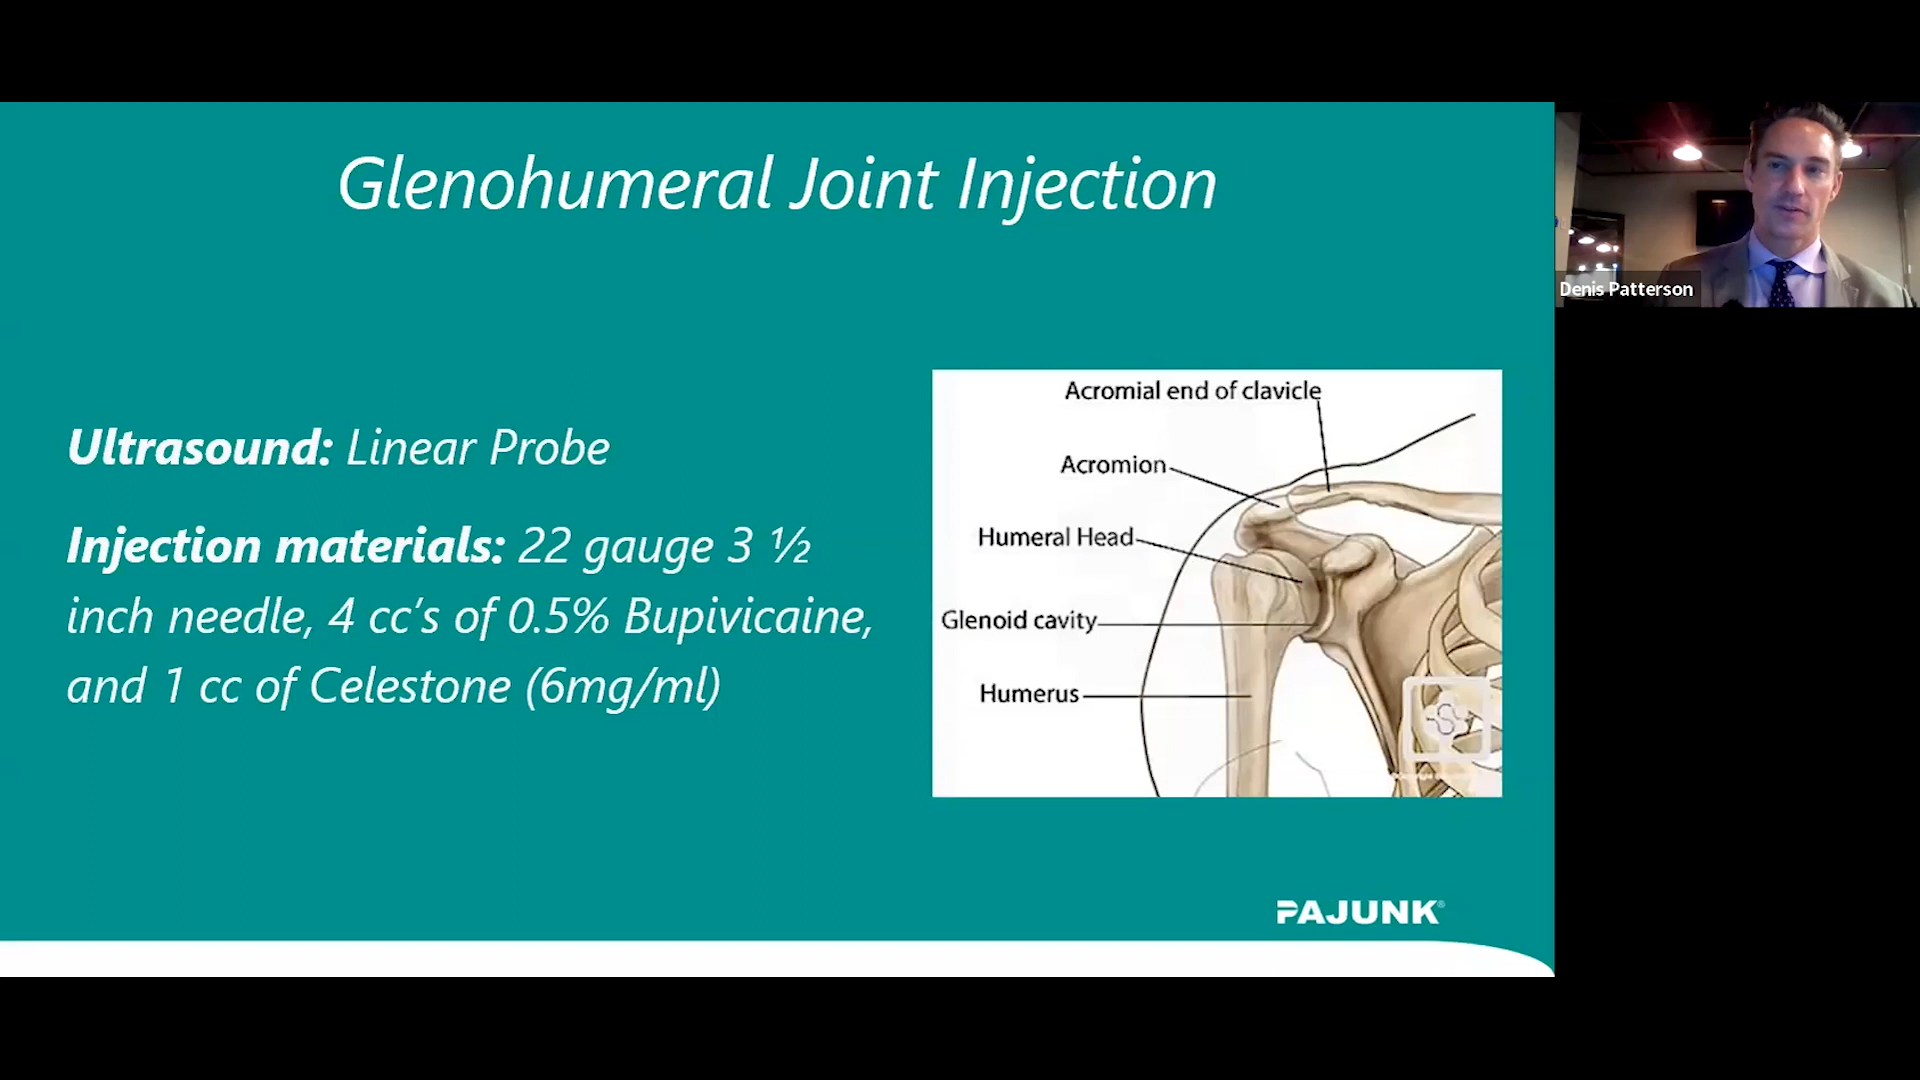 Glenohumeral Joint Injection
Denis Patterson
Ultrasound: Linear Probe
Injection materials: 22 gauge 3 ½
inch needle, 4 cc’s of 0.5% Bupivicaine,
and 1 cc of Celestone (6mg/ml)
Acromial end of clavicle
Acromion
Humeral Head
Glenoid cavity
Humerus
PAJUNK®